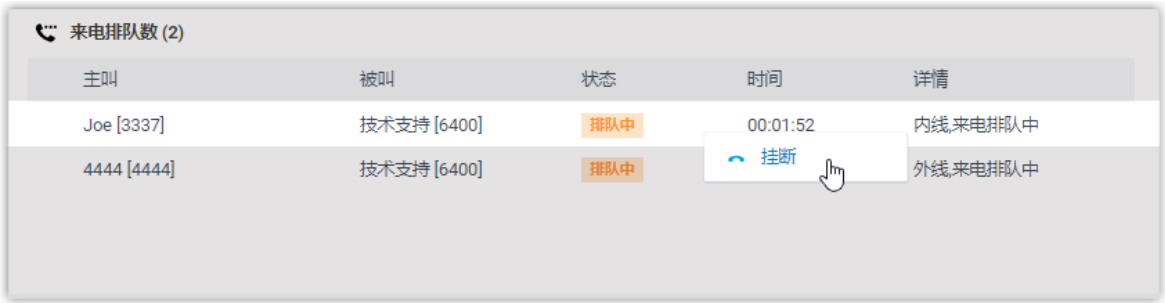 来电排队数 (2)
主叫 被叫 状态 时间 详情
Joe [3337] 技术支持 [6400] 排队中 00:01:52 内线,来电排队中
挂断
4444 [4444] 技术支持 [6400] 排队中 外线,来电排队中